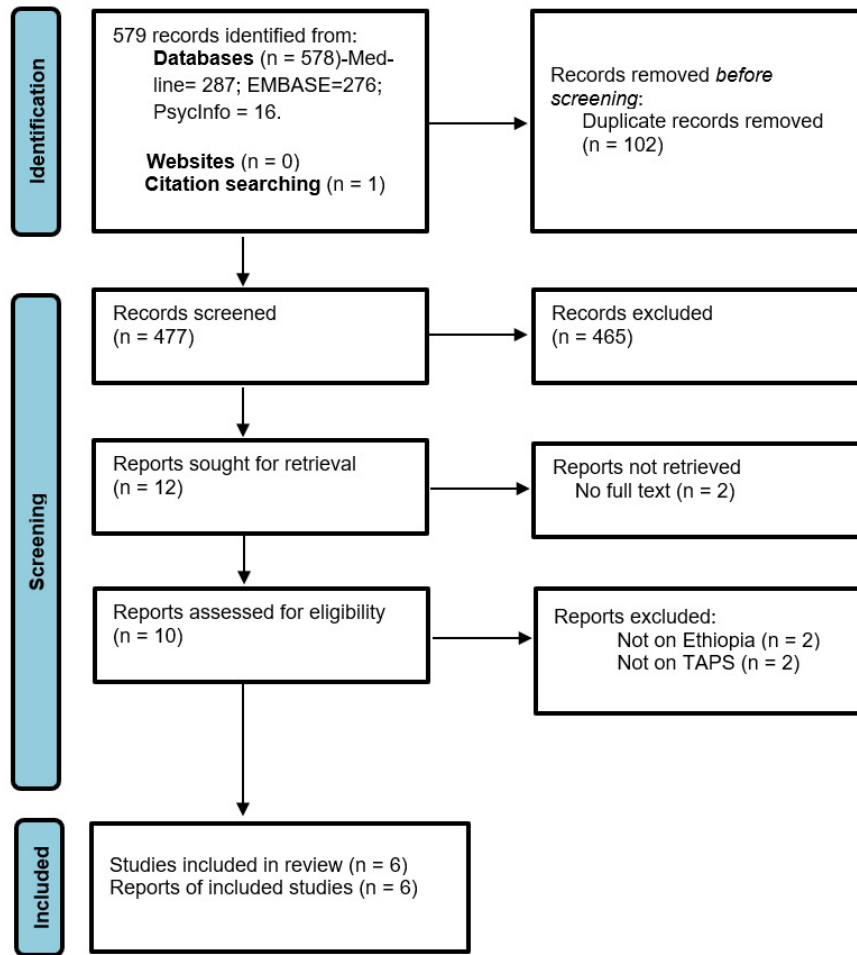 Identification
579 records identified from:
Databases (n = 578)-Med-
line= 287; EMBASE=276;
PsycInfo = 16.
Websites (n = 0)
Citation searching (n = 1)
Records removed before
screening:
Duplicate records removed
(n = 102)
Screening
Records screened
(n = 477)
Records excluded
(n = 465)
Reports sought for retrieval
(n = 12)
Reports not retrieved
No full text (n = 2)
Reports assessed for eligibility
(n = 10)
Reports excluded:
Not on Ethiopia (n = 2)
Not on TAPS (n = 2)
Included
Studies included in review (n = 6)
Reports of included studies (n = 6)